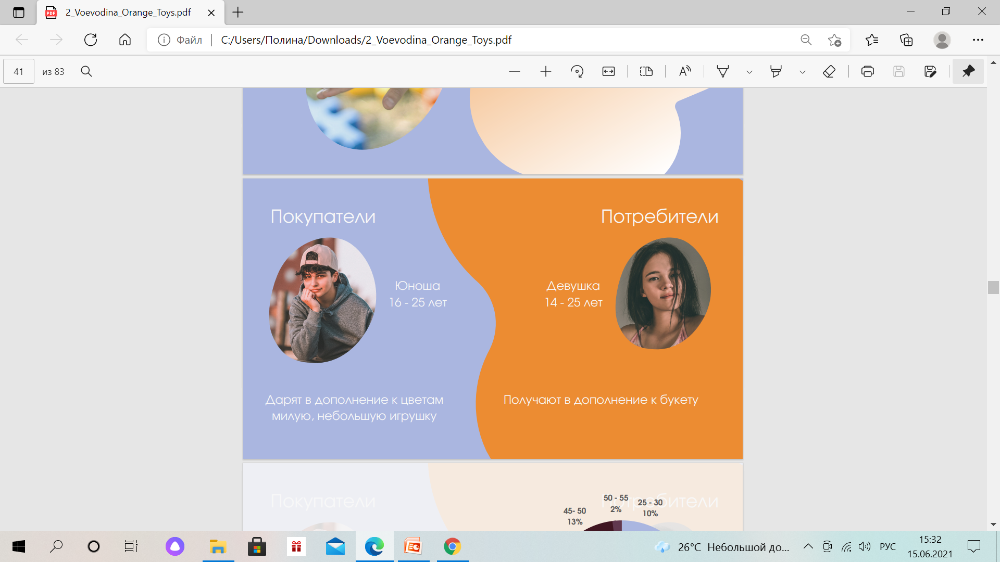 2_Voevodina_Orange_Toys.pdf
Файл
C:/Users/Полина/Downloads/2_Voevodina_Orange_Toys.pdf
41
из 83
Покупатели
Потребители
Юноша
16 - 25 лет
Девушка
14 - 25 лет
Дарят в дополнение к цветам
милую, небольшую игрушку
Получают в дополнение к букету
Покупатели
Потребители
50 - 55
2%
25 - 30
10%
45- 50
13%
26°C Небольшой до...
РУС
15:32
15.06.2021